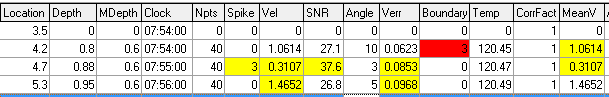 Location Depth MDepth Clock Npts Spike Vel SNR Angle Verr Boundary Temp CorrFact MeanV
3.5 0 0 07:54:00 0 0 0 0 0 0 0 0 1 0
4.2 0.8 0.6 07:54:00 40 0 1.0614 27.1 10 0.0623 3 120.45 1 1.0614
4.7 0.88 0.6 07:55:00 40 3 0.3107 37.6 3 0.0853 0 120.47 1 0.3107
5.3 0.95 0.6 07:56:00 40 0 1.4652 26.8 5 0.0968 0 120.49 1 1.4652